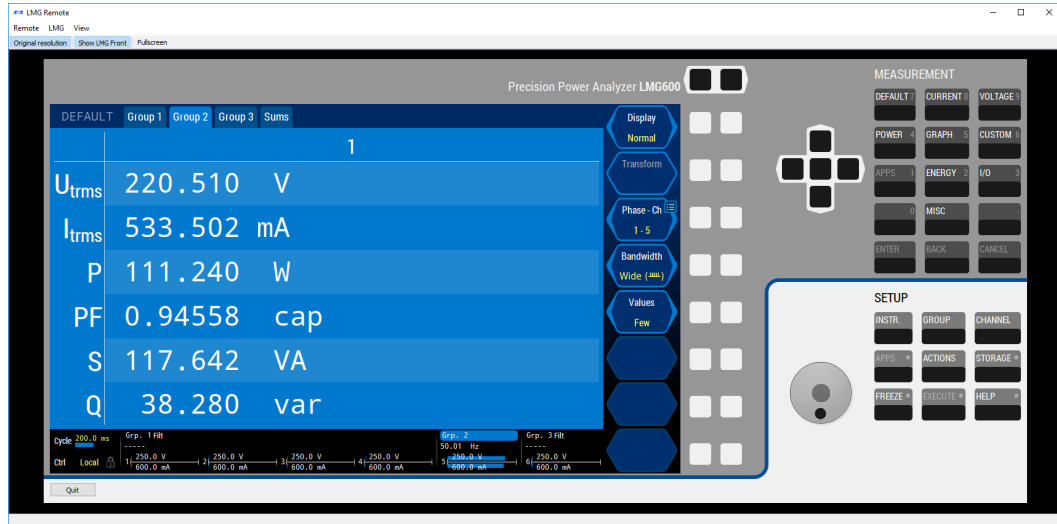 LMG Remote
Remote LMG View
Original resolution Show LMG Front Fullscreen
Precision Power Analyzer LMG600
DEFAULT Group 1 Group 2 Group 3 Sums
1
Utrms 220.510 V
Itrms 533.502 mA
P 111.240 W
PF 0.94558 cap
S 117.642 VA
Q 38.280 var
Display
Normal
Transform
Phase - Ch
1 - 5
Bandwidth
Wide
Values
Few
Cycle 200.0 ms
Ctrl Local
Grp. 1 Filt
-----
1 250.0 V 600.0 mA
2 250.0 V 600.0 mA
3 250.0 V 600.0 mA
4 250.0 V 600.0 mA
Grp. 2
50.01 Hz
5 250.0 V 600.0 mA
Grp. 3 Filt
-----
6 250.0 V 600.0 mA
MEASUREMENT
DEFAULT 7 CURRENT 8 VOLTAGE 9
POWER 4 GRAPH 5 CUSTOM 6
APPS 1 ENERGY 2 I/O 3
0 MISC . -
ENTER BACK CANCEL
SETUP
INSTR. GROUP CHANNEL
APPS ACTIONS STORAGE
FREEZE EXECUTE HELP
Quit